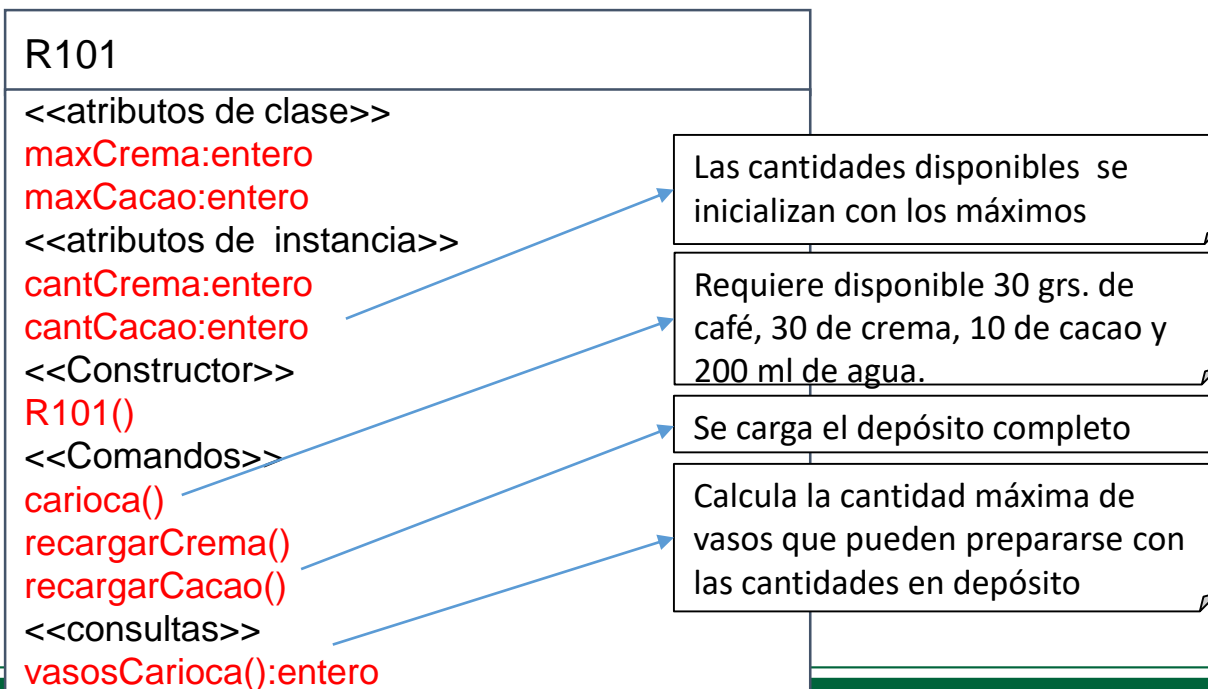 R101
<<atributos de clase>>
maxCrema:entero
maxCacao:entero
<<atributos de  instancia>>
cantCrema:entero
cantCacao:entero
<<Constructor>>
R101()
<<Comandos>>
carioca()
recargarCrema()
recargarCacao()
<<consultas>>
vasosCarioca():entero
Las cantidades disponibles  se
inicializan con los máximos
Requiere disponible 30 grs. de
café, 30 de crema, 10 de cacao y
200 ml de agua.
Se carga el depósito completo
Calcula la cantidad máxima de
vasos que pueden prepararse con
las cantidades en depósito